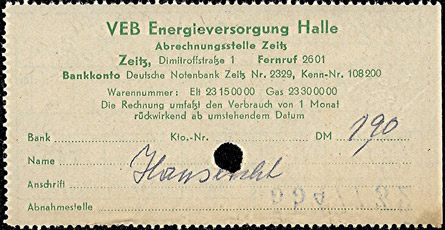 VEB Energieversorgung Halle
Abrechnungsstelle Zeitz
Zeitz, Dimitroffstraße 1 Fernruf 2601
Bankkonto Deutsche Notenbank Zeitz Nr. 2329, Kenn-Nr. 108200
Warennummer: Elt 23150000 Gas 23300000
Die Rechnung umfaßt den Verbrauch von 1 Monat
rückwirkend ab umstehendem Datum
Bank Kto.-Nr. DM 1,90
Name
Anschrift
Abnahmestelle